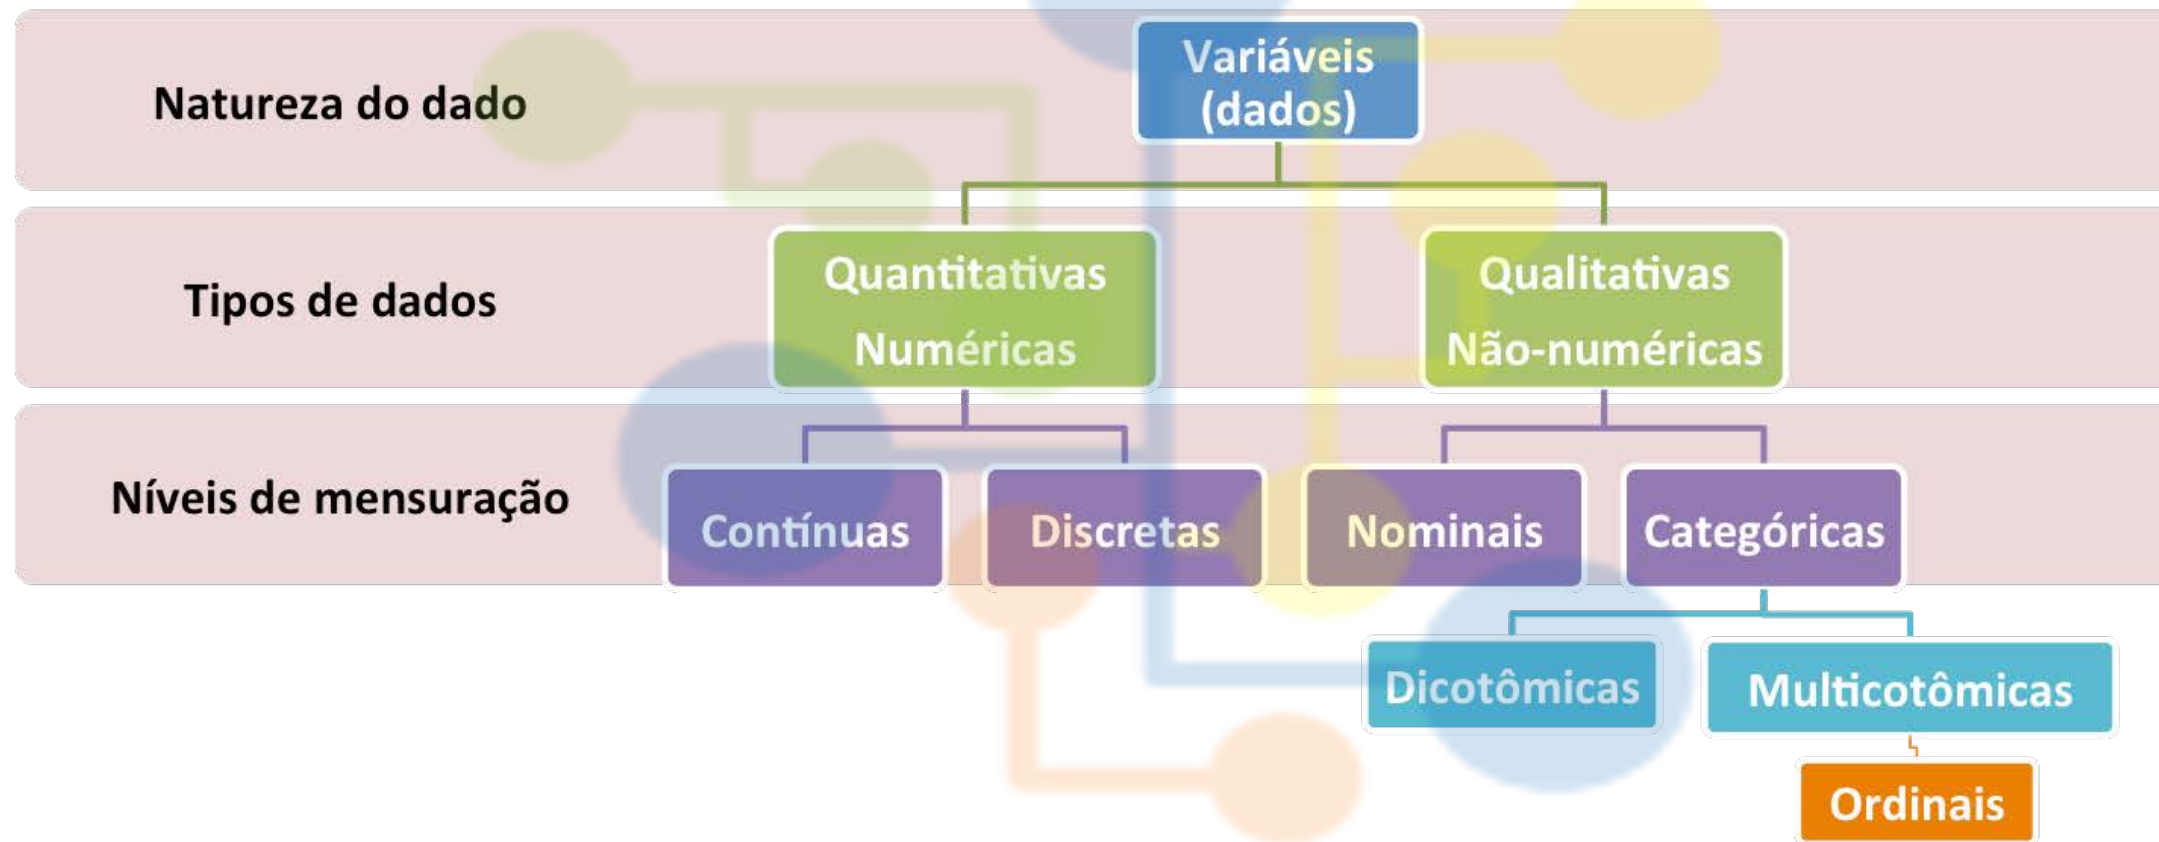 Natureza do dado
Variáveis
(dados)
Tipos de dados
Quantitativas
Numéricas
Qualitativas
Não-numéricas
Níveis de mensuração
Contínuas
Discretas
Nominais
Categóricas
Dicotômicas
Multicotômicas
Ordinais